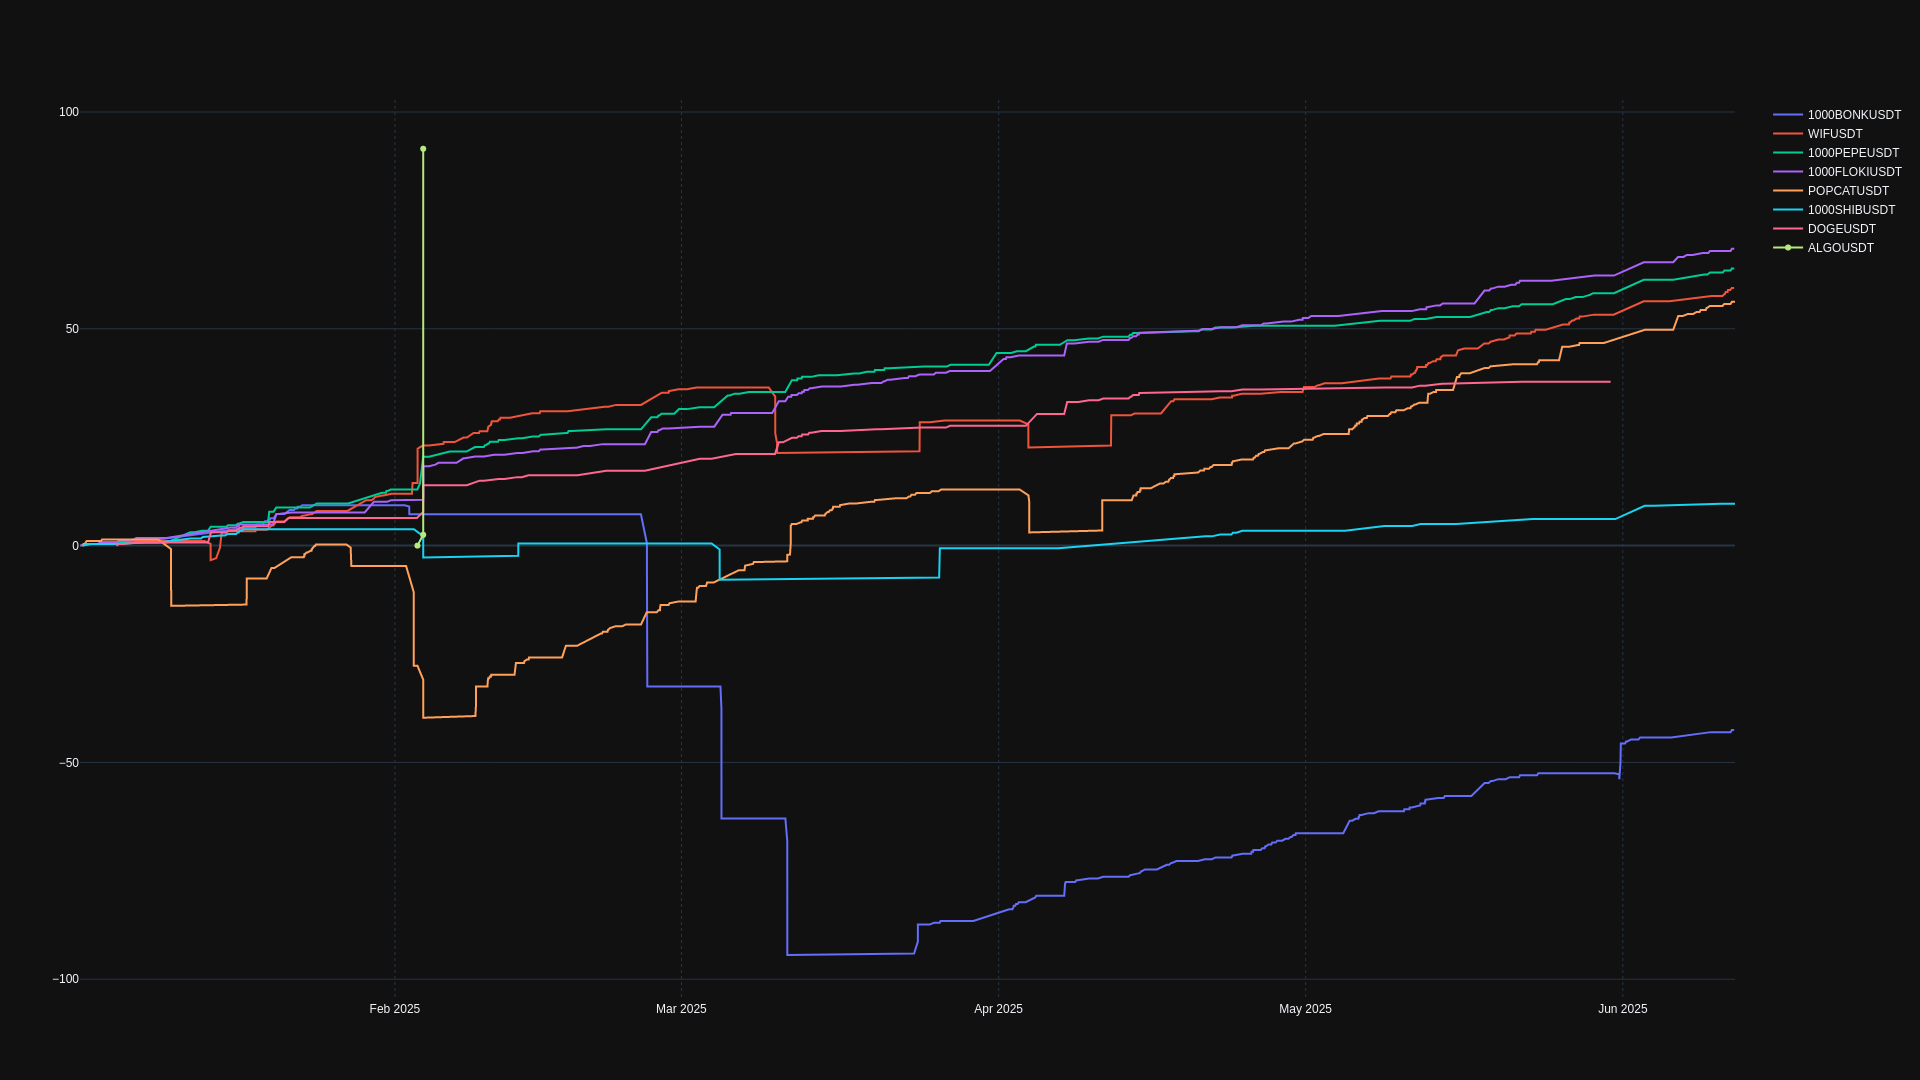 100
50
0
−50
−100
Feb 2025
Mar 2025
Apr 2025
May 2025
Jun 2025
1000BONKUSDT
WIFUSDT
1000PEPEUSDT
1000FLOKIUSDT
POPCATUSDT
1000SHIBUSDT
DOGEUSDT
ALGOUSDT